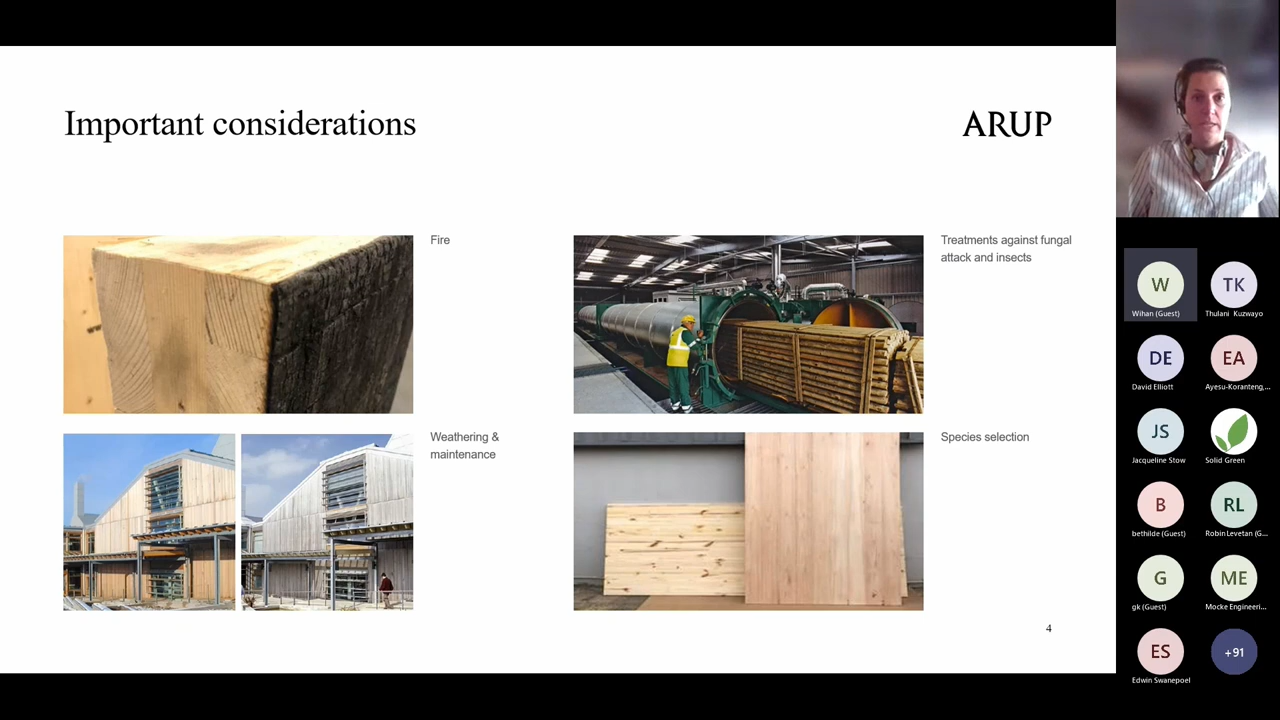 Important considerations
ARUP
Fire
Treatments against fungal
attack and insects
Weathering &
maintenance
Species selection
4
W
Wihan (Guest)
TK
Thulani Kuzwayo
DE
David Elliott
EA
Ayesu-Koranteng,...
JS
Jacqueline Stow
Solid Green
B
bethilde (Guest)
RL
Robin Levetan (G...
G
gk (Guest)
ME
Mocke Engineeri...
ES
Edwin Swanepoel
+91